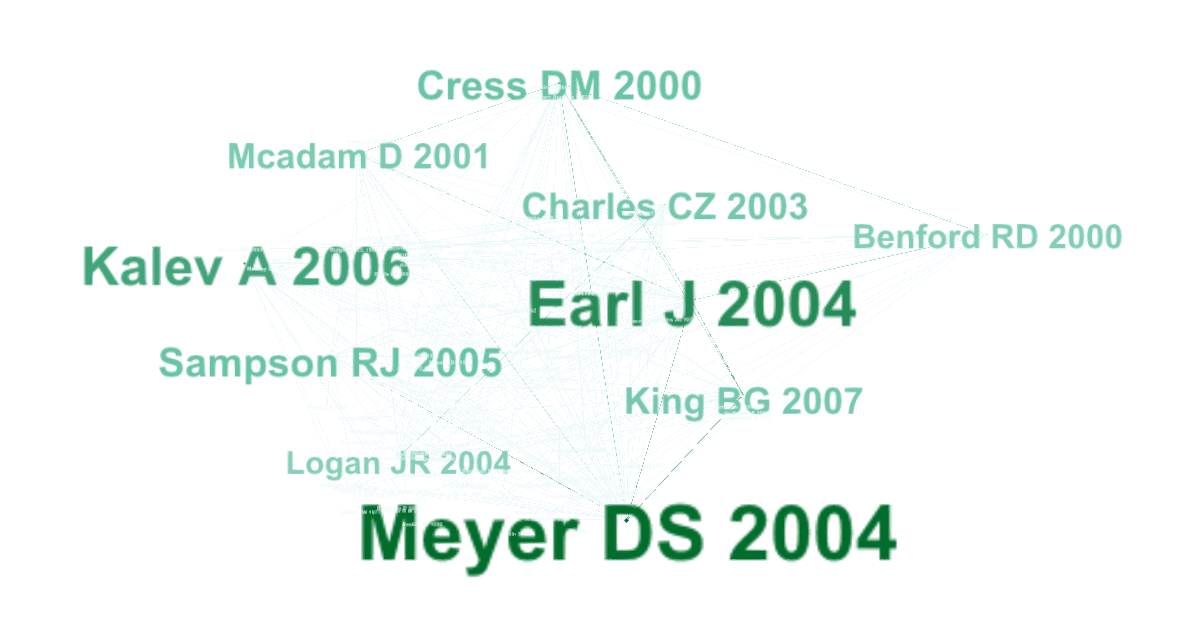 Cress DM 2000
Mcadam D 2001
Charles CZ 2003
Benford RD 2000
Kalev A 2006
Earl J 2004
Sampson RJ 2005
King BG 2007
Logan JR 2004
Meyer DS 2004